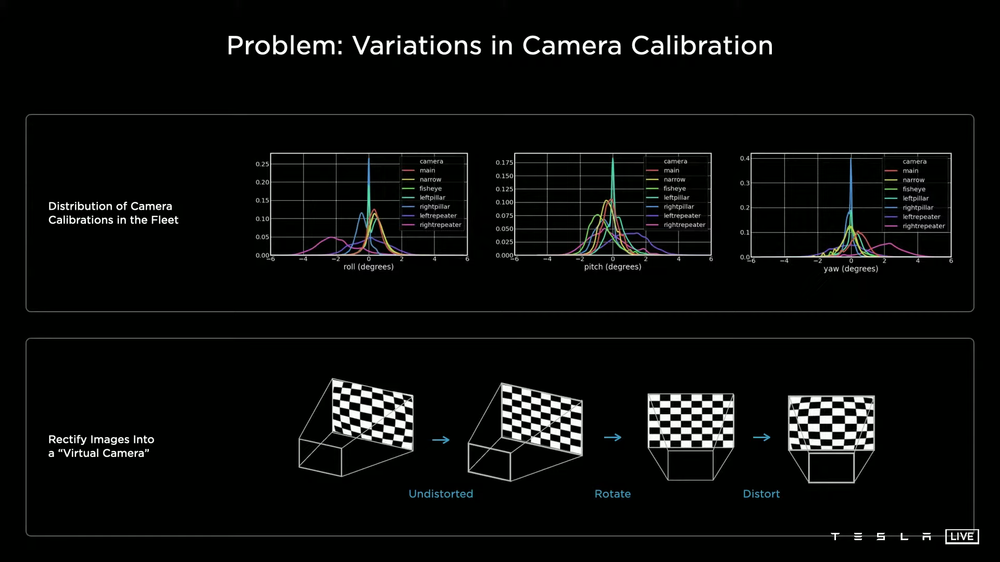 Problem: Variations in Camera Calibration
Distribution of Camera
Calibrations in the Fleet
0.25
0.20
0.15
0.10
0.05
0.00
−6 −4 −2 0 2 4 6
roll (degrees)
camera
main
narrow
fisheye
leftpillar
rightpillar
leftrepeater
rightrepeater
0.175
0.150
0.125
0.100
0.075
0.050
0.025
0.000
−6 −4 −2 0 2 4 6
pitch (degrees)
camera
main
narrow
fisheye
leftpillar
rightpillar
leftrepeater
rightrepeater
0.4
0.3
0.2
0.1
0.0
−6 −4 −2 0 2 4 6
yaw (degrees)
camera
main
narrow
fisheye
leftpillar
rightpillar
leftrepeater
rightrepeater
Rectify Images Into
a “Virtual Camera”
Undistorted
Rotate
Distort
TESLA LIVE